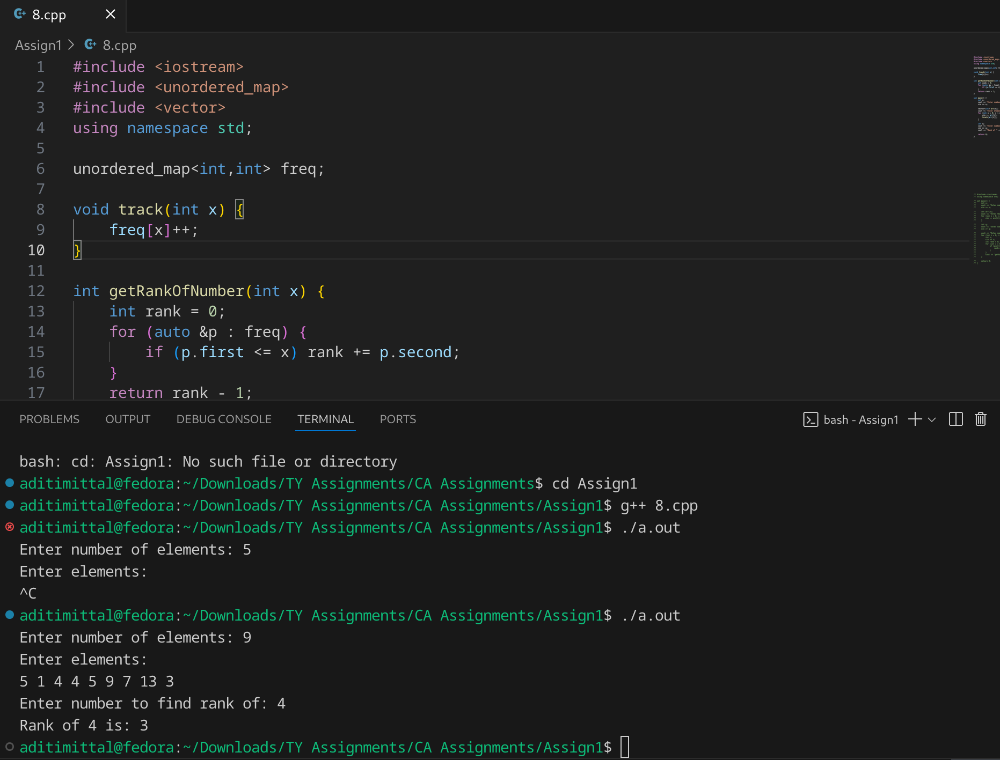 8.cpp
Assign1 > 8.cpp
1 #include <iostream>
2 #include <unordered_map>
3 #include <vector>
4 using namespace std;
5
6 unordered_map<int,int> freq;
7
8 void track(int x) {
9     freq[x]++;
10 }
11
12 int getRankOfNumber(int x) {
13     int rank = 0;
14     for (auto &p : freq) {
15         if (p.first <= x) rank += p.second;
16     }
17     return rank - 1;
PROBLEMS OUTPUT DEBUG CONSOLE TERMINAL PORTS bash - Assign1
bash: cd: Assign1: No such file or directory
aditimittal@fedora:~/Downloads/TY Assignments/CA Assignments$ cd Assign1
aditimittal@fedora:~/Downloads/TY Assignments/CA Assignments/Assign1$ g++ 8.cpp
aditimittal@fedora:~/Downloads/TY Assignments/CA Assignments/Assign1$ ./a.out
Enter number of elements: 5
Enter elements:
^C
aditimittal@fedora:~/Downloads/TY Assignments/CA Assignments/Assign1$ ./a.out
Enter number of elements: 9
Enter elements:
5 1 4 4 5 9 7 13 3
Enter number to find rank of: 4
Rank of 4 is: 3
aditimittal@fedora:~/Downloads/TY Assignments/CA Assignments/Assign1$